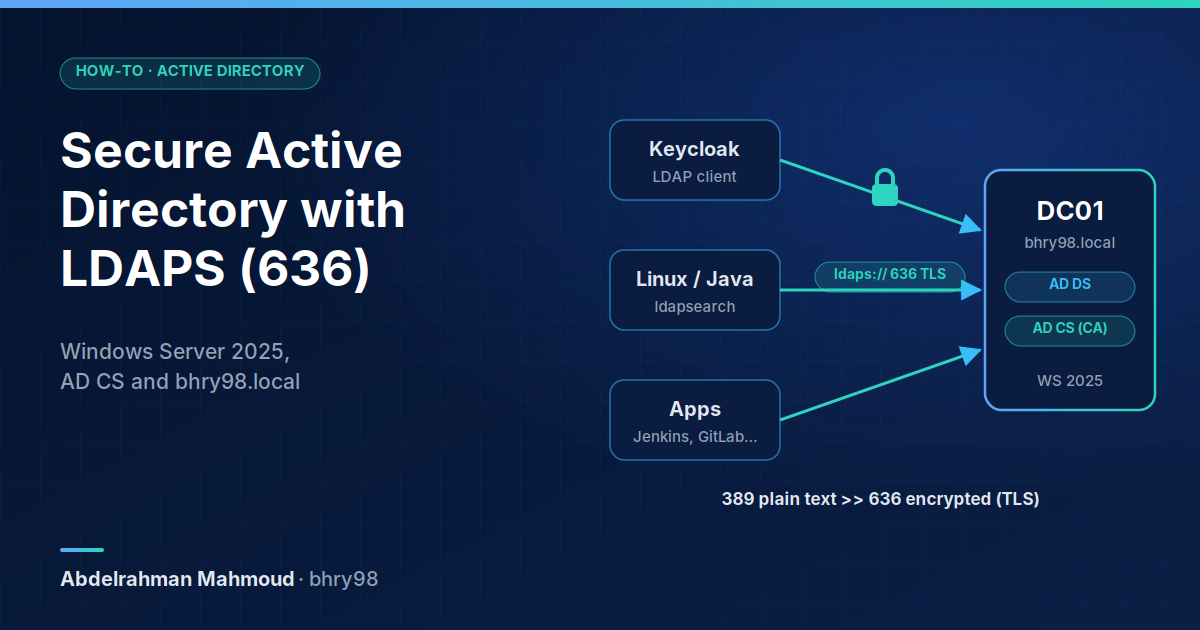 HOW-TO · ACTIVE DIRECTORY
Secure Active
Directory with
LDAPS (636)
Windows Server 2025,
AD CS and bhry98.local
Abdelrahman Mahmoud · bhry98
Keycloak
LDAP client
Linux / Java
ldapsearch
Apps
Jenkins, GitLab...
ldaps:// 636 TLS
DC01
bhry98.local
AD DS
AD CS (CA)
WS 2025
389 plain text >> 636 encrypted (TLS)